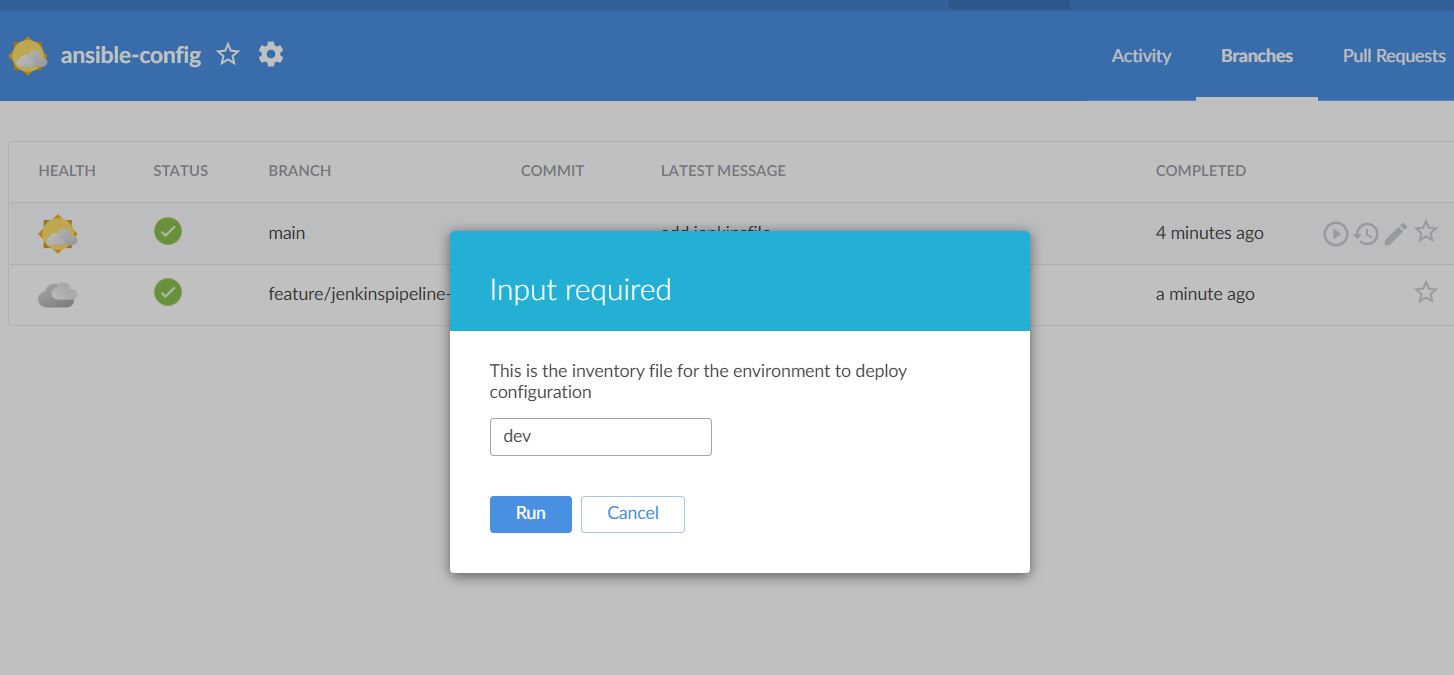 ansible-config
Activity
Branches
Pull Requests
HEALTH STATUS BRANCH COMMIT LATEST MESSAGE COMPLETED
main add jenkinsfile 4 minutes ago
feature/jenkinspipeline- a minute ago
Input required
This is the inventory file for the environment to deploy
configuration
dev
Run
Cancel